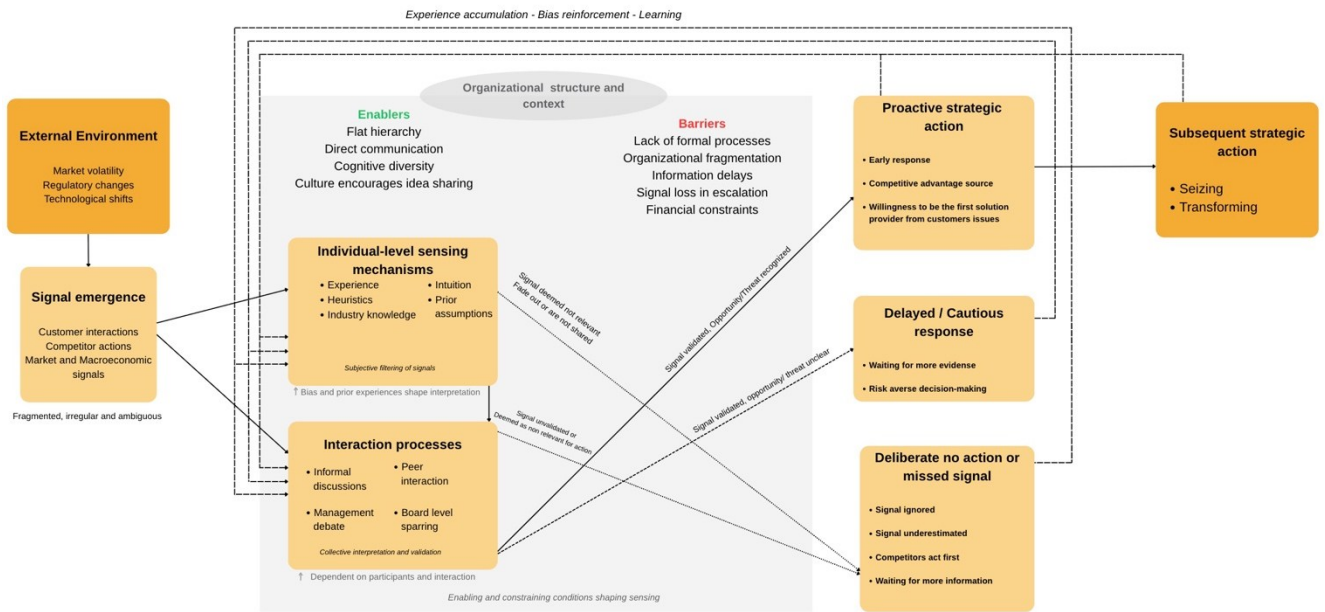 Experience accumulation - Bias reinforcement - Learning
External Environment
Market volatility
Regulatory changes
Technological shifts
Signal emergence
Customer interactions
Competitor actions
Market and Macroeconomic
signals
Fragmented, irregular and ambiguous
Organizational structure and
context
Enablers
Flat hierarchy
Direct communication
Cognitive diversity
Culture encourages idea sharing
Barriers
Lack of formal processes
Organizational fragmentation
Information delays
Signal loss in escalation
Financial constraints
Individual-level sensing
mechanisms
• Experience
• Heuristics
• Industry knowledge
• Intuition
• Prior
assumptions
Subjective filtering of signals
↑ Bias and prior experiences shape interpretation
Interaction processes
• Informal
discussions
• Peer
interaction
• Management
debate
• Board level
sparring
Collective interpretation and validation
↑ Dependent on participants and interaction
Enabling and constraining conditions shaping sensing
Signal deemed not relevant
Fade out or are not shared
Signal unvalidated or
Deemed as non relevant for action
Signal validated, Opportunity/Threat recognized
Signal validated, opportunity/ threat unclear
Proactive strategic
action
• Early response
• Competitive advantage source
• Willingness to be the first solution
provider from customers issues
Delayed / Cautious
response
• Waiting for more evidense
• Risk averse decision-making
Deliberate no action or
missed signal
• Signal ignored
• Signal underestimated
• Competitors act first
• Waiting for more information
Subsequent strategic
action
• Seizing
• Transforming